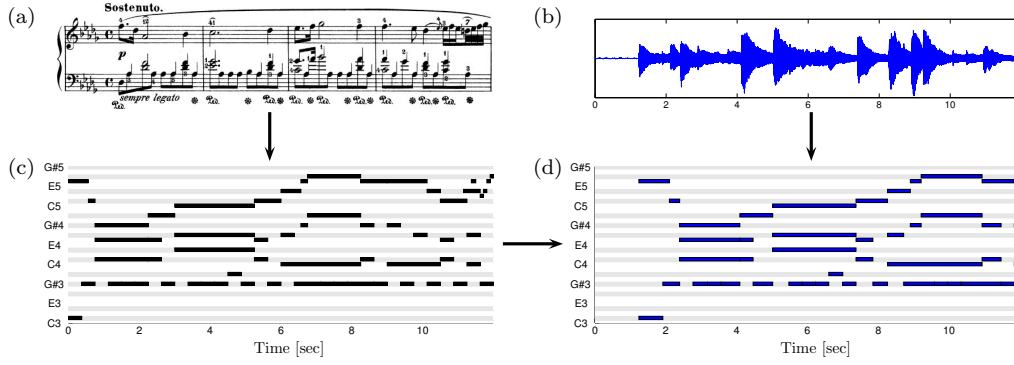 (a)
Sostenuto.
p
sempre legato
(b)
0 2 4 6 8 10
(c)
G#5
E5
C5
G#4
E4
C4
G#3
E3
C3
0 2 4 6 8 10
Time [sec]
(d)
G#5
E5
C5
G#4
E4
C4
G#3
E3
C3
0 2 4 6 8 10
Time [sec]